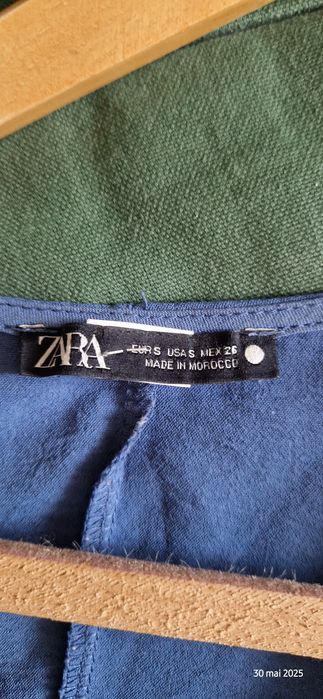 ZARA
EUR S USA S MEX 26
MADE IN MOROCCO
30 mai 2025